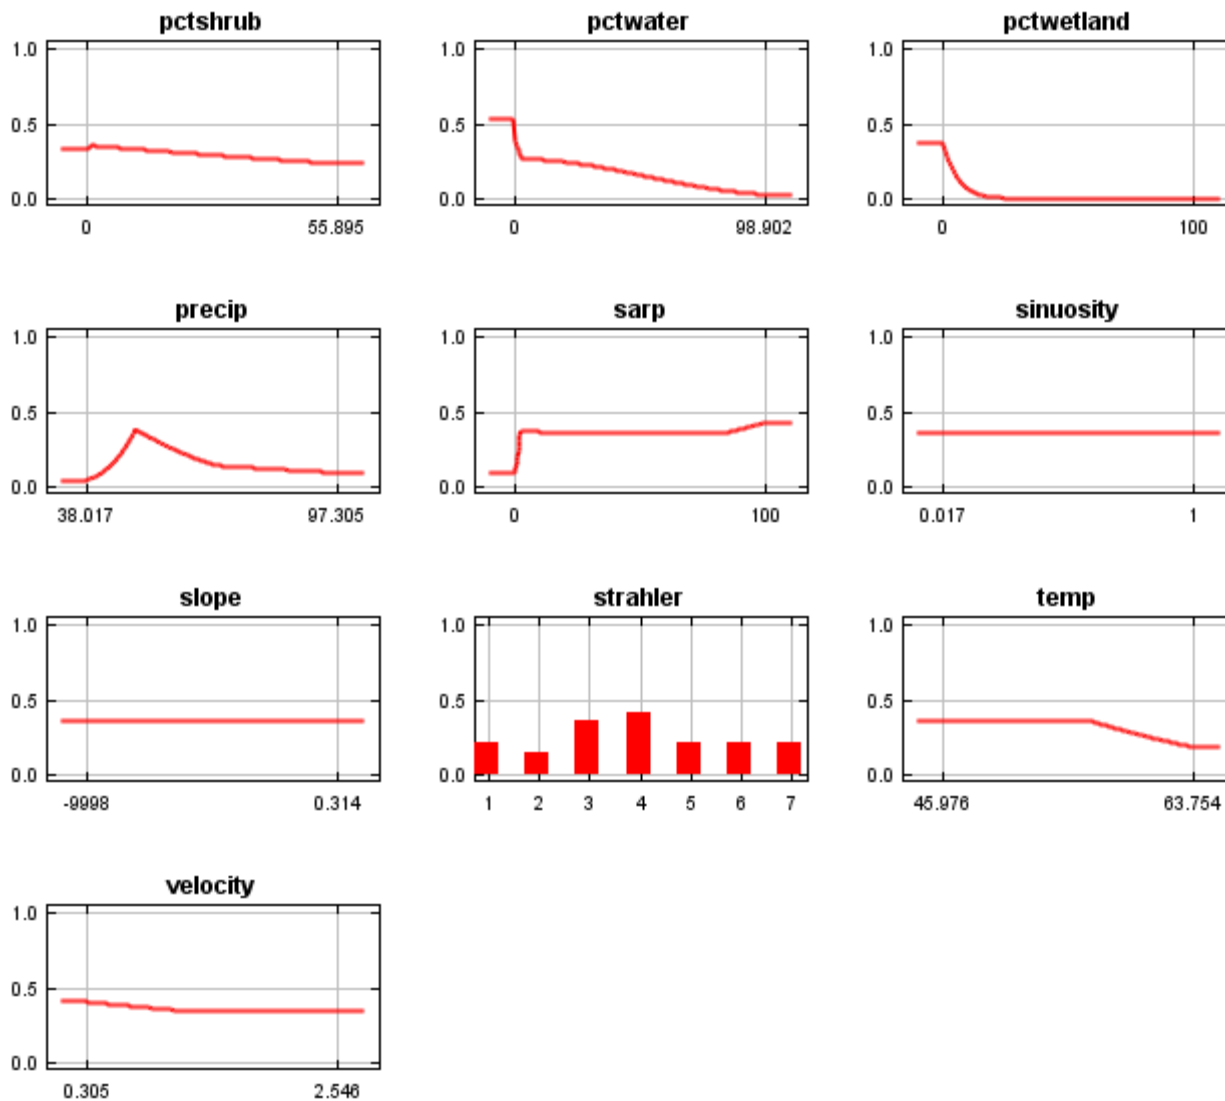 pctshrub pctwater pctwetland
1.0 1.0 1.0
0.5 0.5 0.5
0.0 0.0 0.0
0 55.895 0 98.902 0 100
precip sarp sinuosity
1.0 1.0 1.0
0.5 0.5 0.5
0.0 0.0 0.0
38.017 97.305 0 100 0.017 1
slope strahler temp
1.0 1.0 1.0
0.5 0.5 0.5
0.0 0.0 0.0
-9998 0.314 1 2 3 4 5 6 7 45.976 63.754
velocity
1.0
0.5
0.0
0.305 2.546